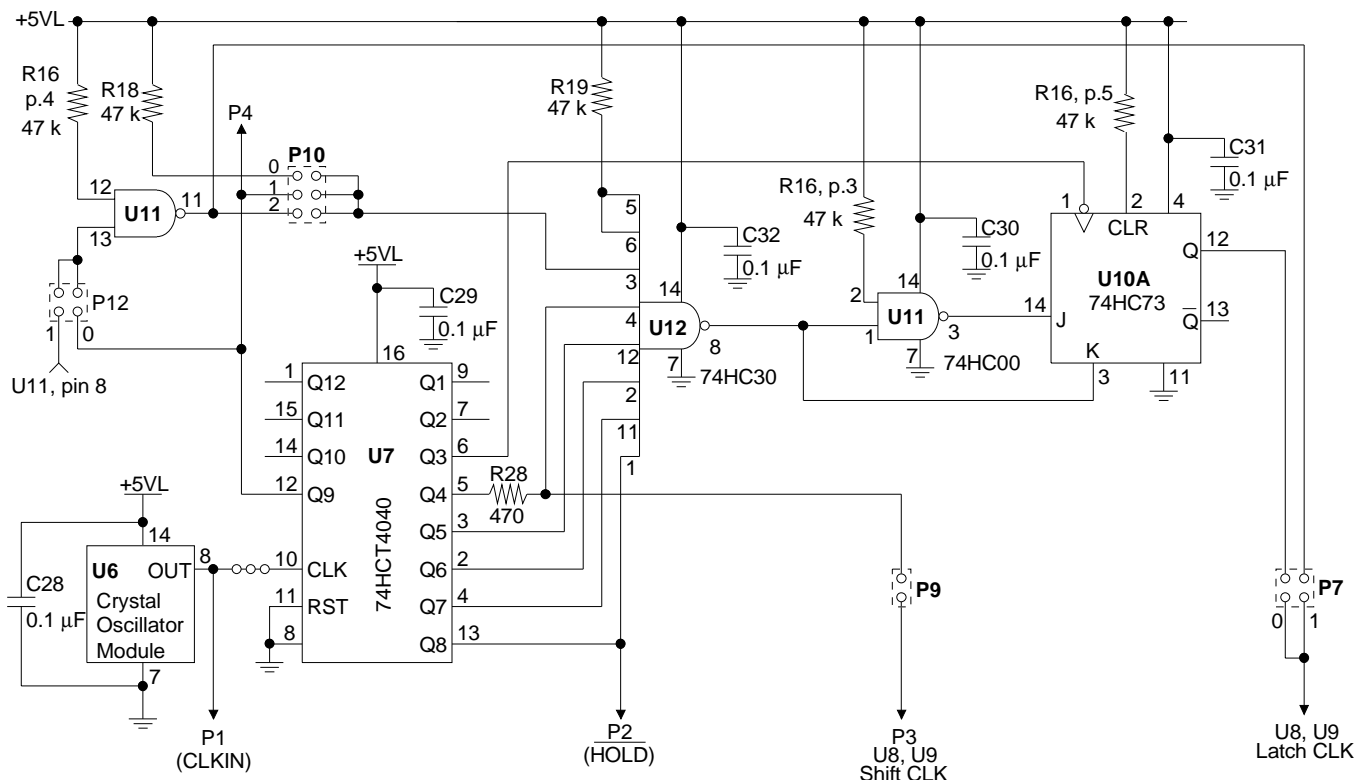 +5VL
R16
p.4
47 k
R18
47 k
P4
P10
0
1
2
12
U11
11
13
P12
1
0
U11, pin 8
R19
47 k
5
6
3
4
12
2
11
1
14
U12
8
7
74HC30
C32
0.1 µF
R16, p.3
47 k
14
2
U11
3
1
7
74HC00
C30
0.1 µF
R16, p.5
47 k
C31
0.1 µF
1
2
4
CLR
Q
12
U10A
74HC73
14
J
Q
13
K
3
11
+5VL
C29
0.1 µF
16
1
Q12
Q1
9
15
Q11
Q2
7
14
Q10
U7
Q3
6
12
Q9
Q4
5
R28
470
Q5
3
74HCT4040
10
CLK
Q6
2
11
RST
Q7
4
8
Q8
13
+5VL
14
U6
OUT
8
Crystal
Oscillator
Module
7
C28
0.1 µF
P9
P7
0
1
P1
(CLKIN)
P2
(HOLD)
P3
U8, U9
Shift CLK
U8, U9
Latch CLK